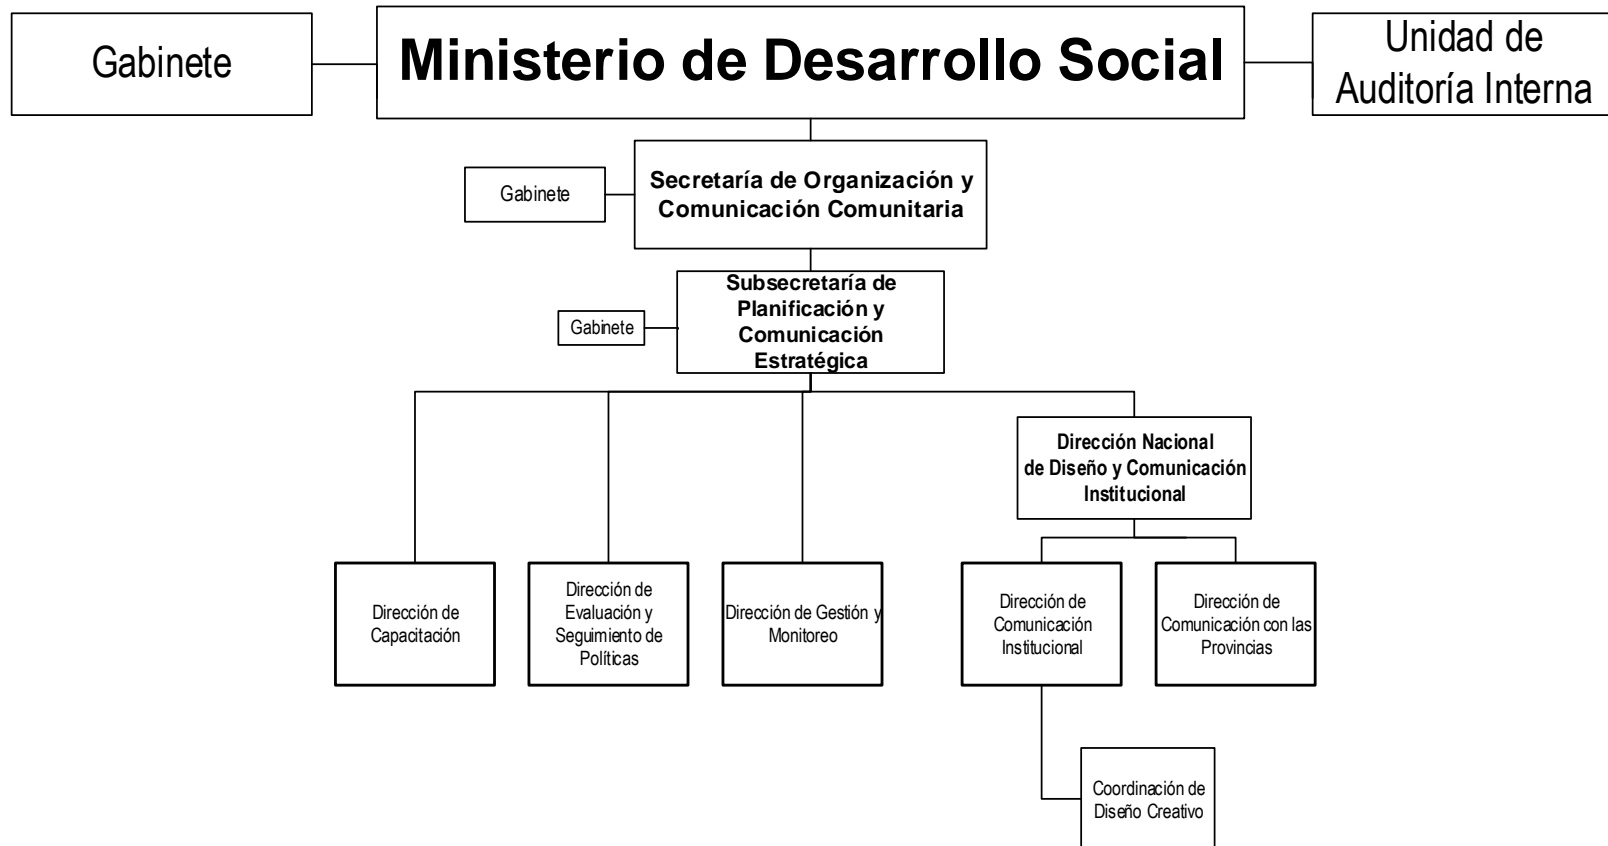 Gabinete
Ministerio de Desarrollo Social
Unidad de
Auditoría Interna
Gabinete
Secretaría de Organización y
Comunicación Comunitaria
Gabinete
Subsecretaría de
Planificación y
Comunicación
Estratégica
Dirección Nacional
de Diseño y Comunicación
Institucional
Dirección de
Capacitación
Dirección de
Evaluación y
Seguimiento de
Políticas
Dirección de Gestión y
Monitoreo
Dirección de
Comunicación
Institucional
Dirección de
Comunicación con las
Provincias
Coordinación de
Diseño Creativo